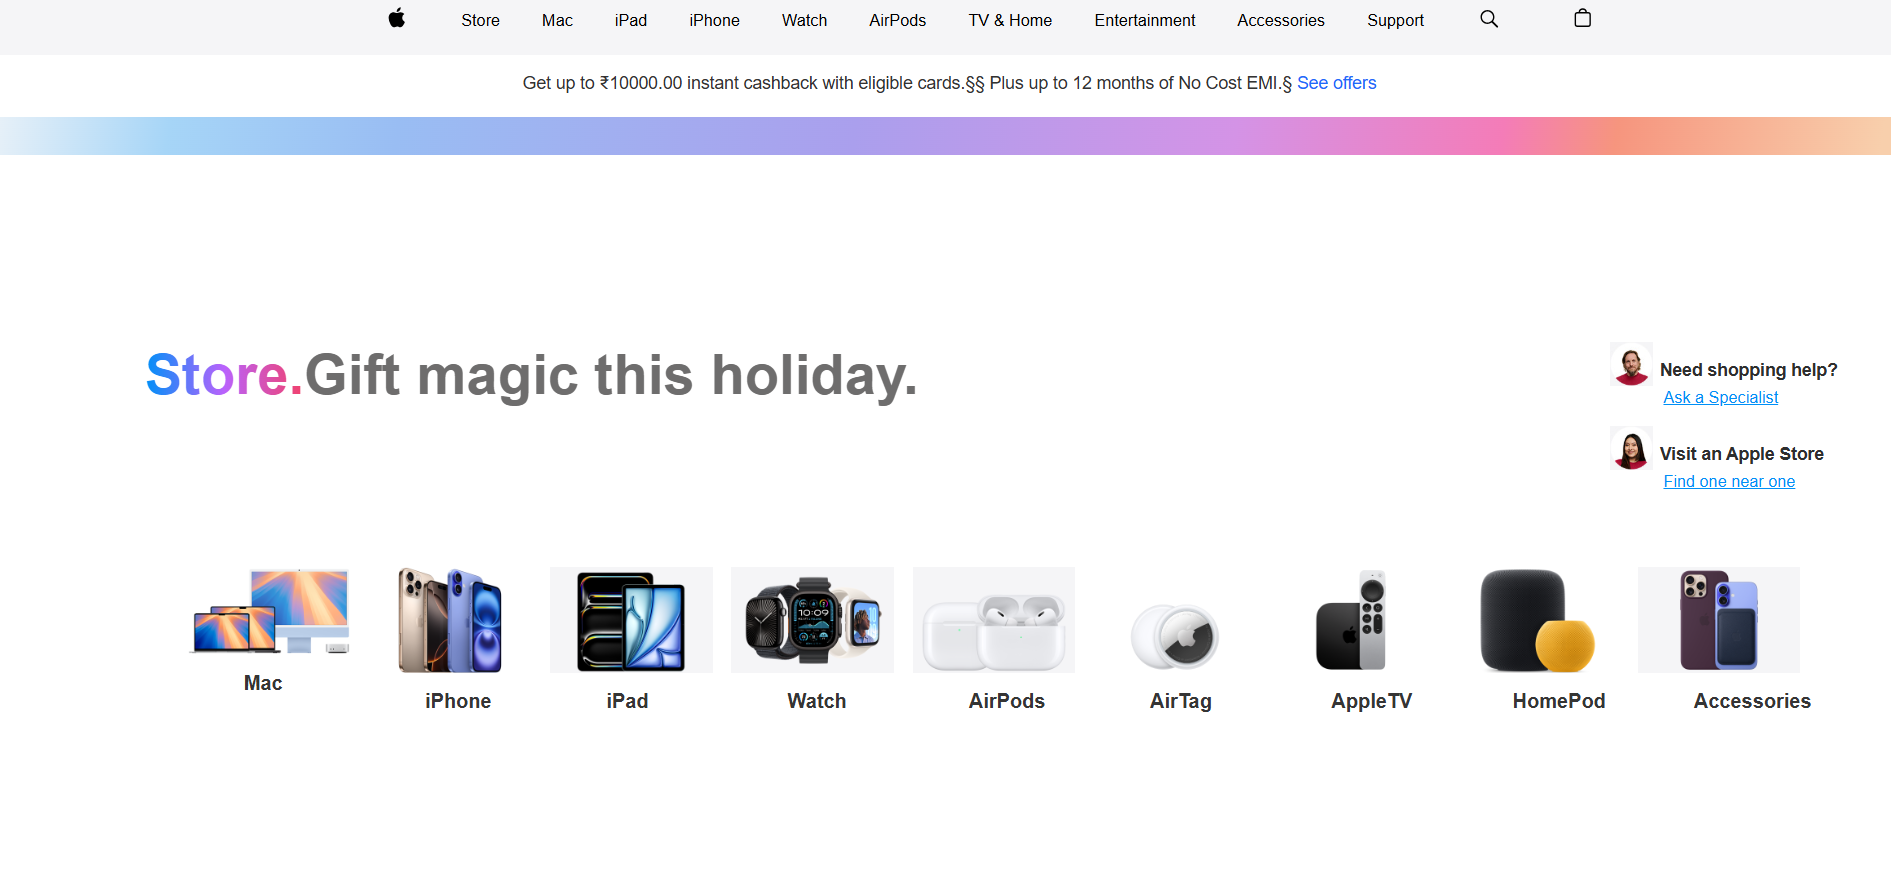 Store Mac iPad iPhone Watch AirPods TV & Home Entertainment Accessories Support
Get up to ₹10000.00 instant cashback with eligible cards.§§ Plus up to 12 months of No Cost EMI.§ See offers
Store.Gift magic this holiday.
Need shopping help?
Ask a Specialist
Visit an Apple Store
Find one near one
10:09
Mac
iPhone
iPad
Watch
AirPods
AirTag
AppleTV
HomePod
Accessories